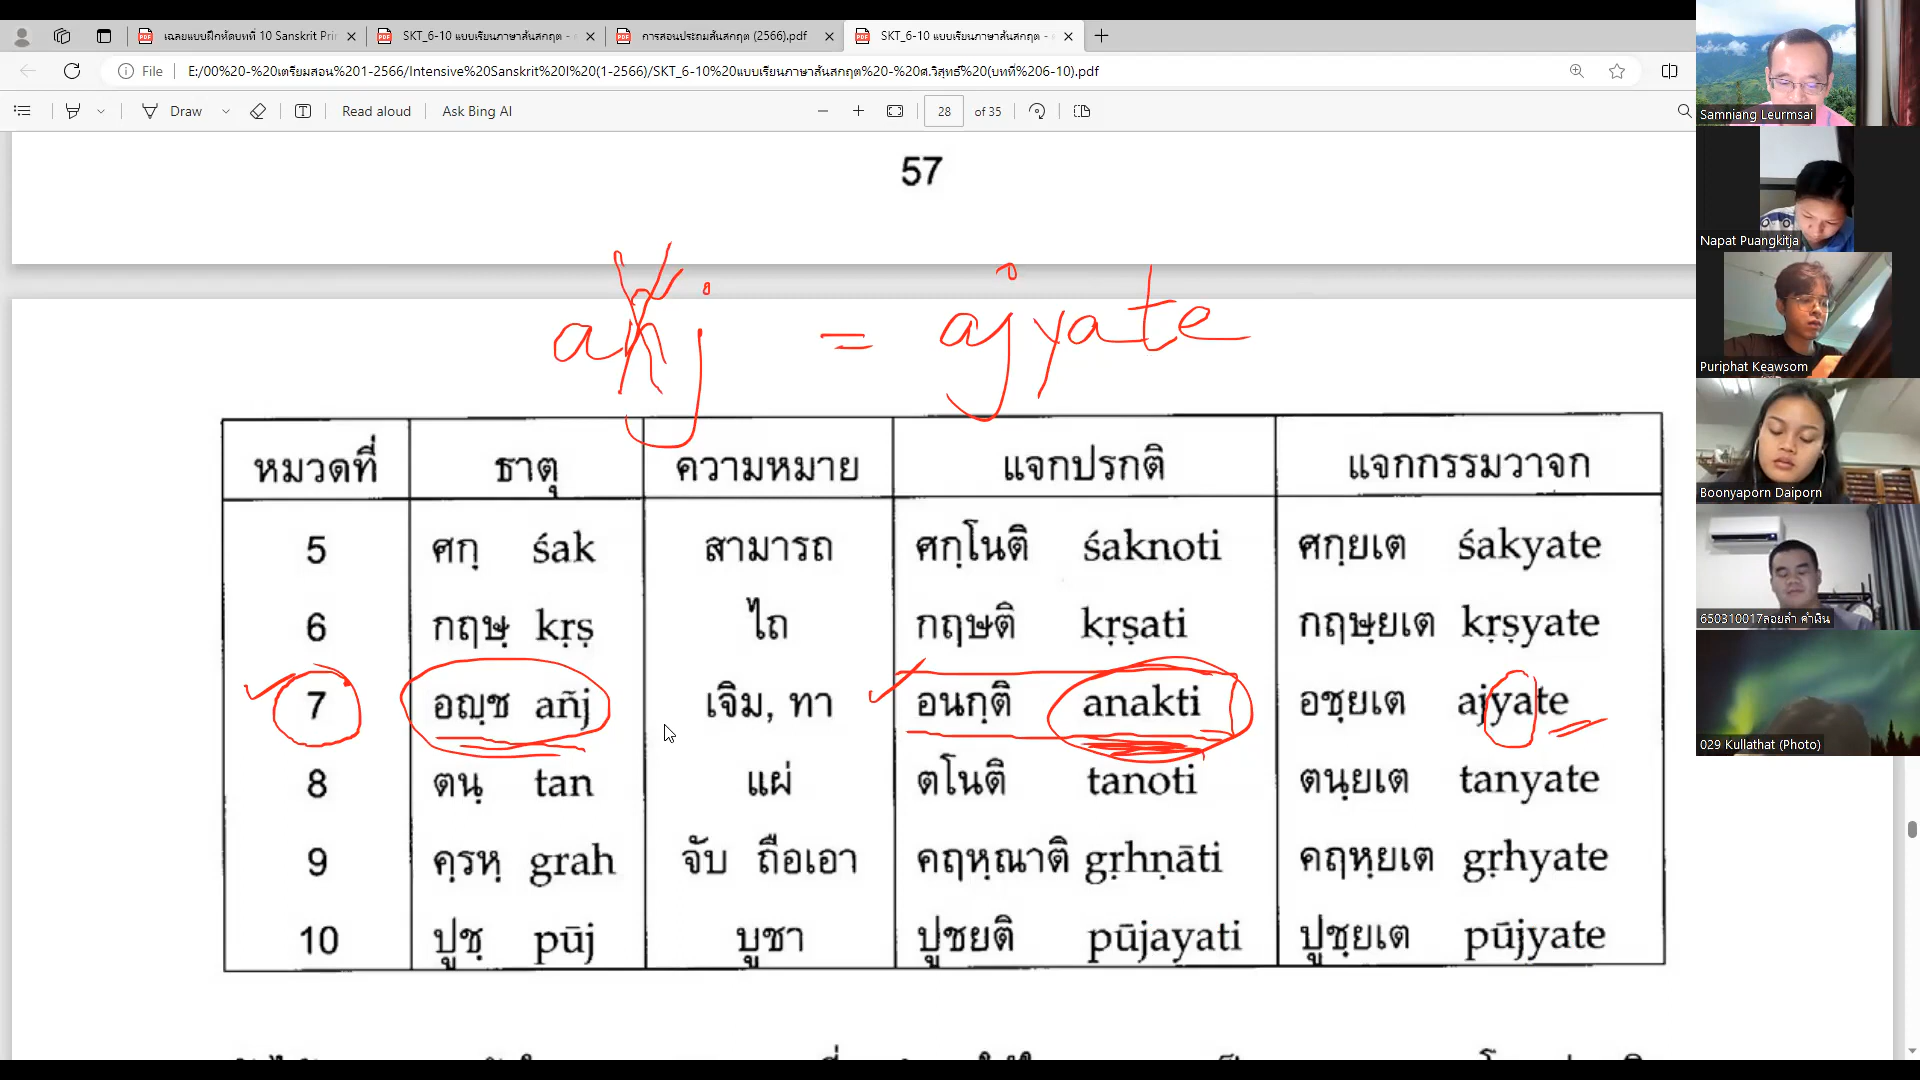 เฉลยแบบฝึกหัดบทที่ 10 Sanskrit Pri
SKT_6-10 แบบเรียนภาษาสันสกฤต -
การสอนประถมสันสกฤต (2566).pdf
SKT_6-10 แบบเรียนภาษาสันสกฤต -
File E:/00%20-%20เตรียมสอน%201-2566/Intensive%20Sanskrit%20I%20(1-2566)/SKT_6-10%20แบบเรียนภาษาสันสกฤต%20-%20ศ.วิสุทธิ์%20(บทที่%206-10).pdf
Draw Read aloud Ask Bing AI 28 of 35
57
añj = ajyate
หมวดที่ ธาตุ ความหมาย แจกปรกติ แจกกรรมวาจก
5 ศกฺ śak สามารถ ศกฺโนติ śaknoti ศกฺยเต śakyate
6 กฤษฺ kṛṣ ไถ กฤษติ kṛṣati กฤษฺยเต kṛṣyate
7 อญฺช añj เจิม, ทา อนกฺติ anakti อชฺยเต ajyate
8 ตนฺ tan แผ่ ตโนติ tanoti ตนฺยเต tanyate
9 คฺรหฺ grah จับ ถือเอา คฤหฺณาติ gṛhṇāti คฤหฺยเต gṛhyate
10 ปูชฺ pūj บูชา ปูชยติ pūjayati ปูชฺยเต pūjyate
Samniang Leurmsai
Napat Puangkitja
Puriphat Keawsom
Boonyaporn Daiporn
650310017ลอยลำ คำฝัน
029 Kullathat (Photo)